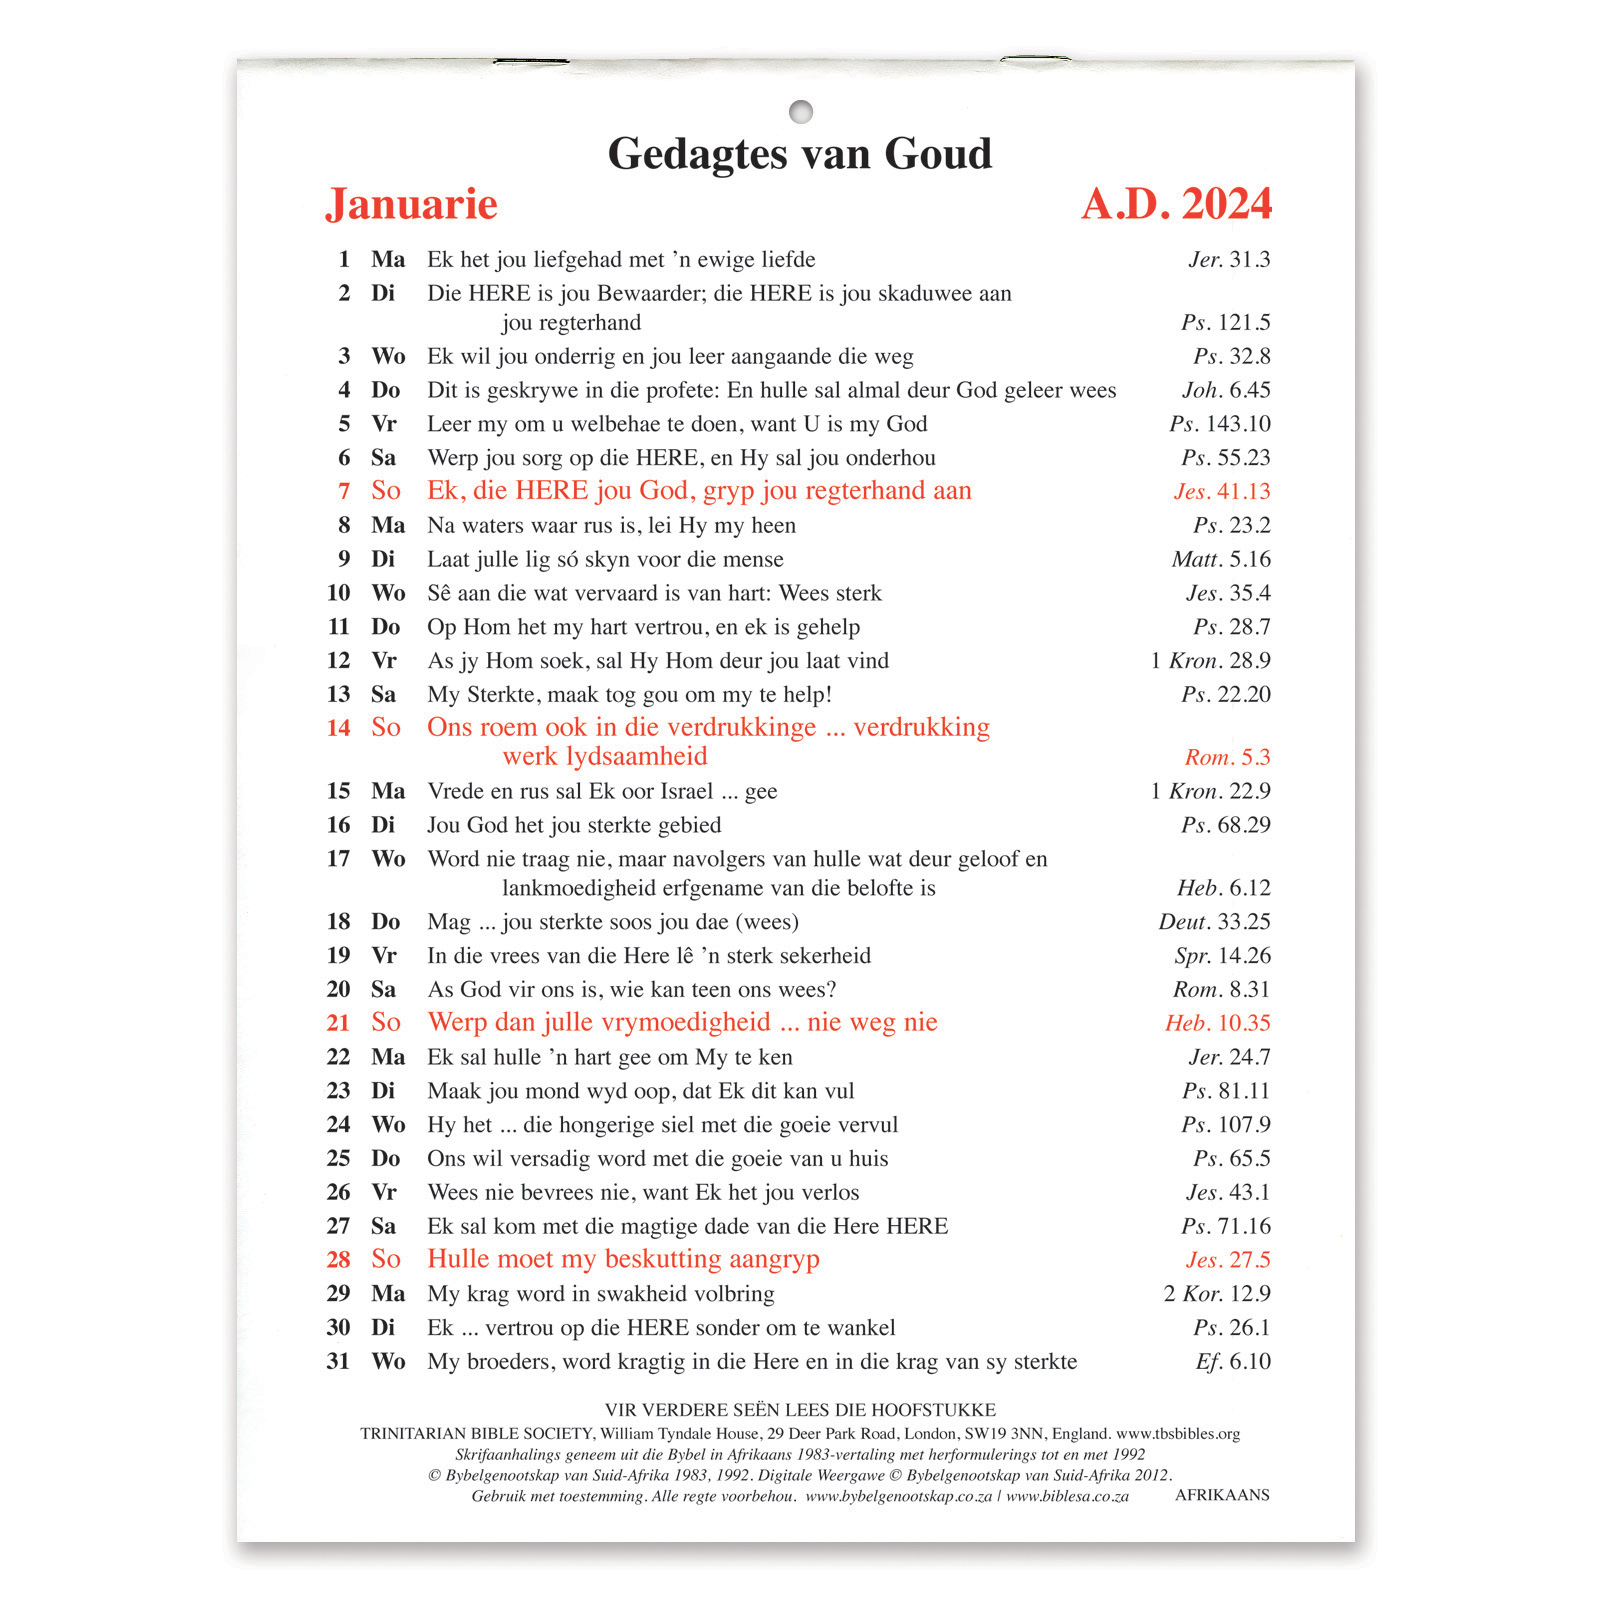 Gedagtes van Goud
Januarie A.D. 2024
1 Ma Ek het jou liefgehad met ’n ewige liefde Jer. 31.3
2 Di Die HERE is jou Bewaarder; die HERE is jou skaduwee aan
jou regterhand Ps. 121.5
3 Wo Ek wil jou onderrig en jou leer aangaande die weg Ps. 32.8
4 Do Dit is geskrywe in die profete: En hulle sal almal deur God geleer wees Joh. 6.45
5 Vr Leer my om u welbehae te doen, want U is my God Ps. 143.10
6 Sa Werp jou sorg op die HERE, en Hy sal jou onderhou Ps. 55.23
7 So Ek, die HERE jou God, gryp jou regterhand aan Jes. 41.13
8 Ma Na waters waar rus is, lei Hy my heen Ps. 23.2
9 Di Laat julle lig só skyn voor die mense Matt. 5.16
10 Wo Sê aan die wat vervaard is van hart: Wees sterk Jes. 35.4
11 Do Op Hom het my hart vertrou, en ek is gehelp Ps. 28.7
12 Vr As jy Hom soek, sal Hy Hom deur jou laat vind 1 Kron. 28.9
13 Sa My Sterkte, maak tog gou om my te help! Ps. 22.20
14 So Ons roem ook in die verdrukkinge ... verdrukking
werk lydsaamheid Rom. 5.3
15 Ma Vrede en rus sal Ek oor Israel ... gee 1 Kron. 22.9
16 Di Jou God het jou sterkte gebied Ps. 68.29
17 Wo Word nie traag nie, maar navolgers van hulle wat deur geloof en
lankmoedigheid erfgename van die belofte is Heb. 6.12
18 Do Mag ... jou sterkte soos jou dae (wees) Deut. 33.25
19 Vr In die vrees van die Here lê ’n sterk sekerheid Spr. 14.26
20 Sa As God vir ons is, wie kan teen ons wees? Rom. 8.31
21 So Werp dan julle vrymoedigheid ... nie weg nie Heb. 10.35
22 Ma Ek sal hulle ’n hart gee om My te ken Jer. 24.7
23 Di Maak jou mond wyd oop, dat Ek dit kan vul Ps. 81.11
24 Wo Hy het ... die hongerige siel met die goeie vervul Ps. 107.9
25 Do Ons wil versadig word met die goeie van u huis Ps. 65.5
26 Vr Wees nie bevrees nie, want Ek het jou verlos Jes. 43.1
27 Sa Ek sal kom met die magtige dade van die Here HERE Ps. 71.16
28 So Hulle moet my beskutting aangryp Jes. 27.5
29 Ma My krag word in swakheid volbring 2 Kor. 12.9
30 Di Ek ... vertrou op die HERE sonder om te wankel Ps. 26.1
31 Wo My broeders, word kragtig in die Here en in die krag van sy sterkte Ef. 6.10
VIR VERDERE SEËN LEES DIE HOOFSTUKKE
TRINITARIAN BIBLE SOCIETY, William Tyndale House, 29 Deer Park Road, London, SW19 3NN, England. www.tbsbibles.org
Skrifaanhalings geneem uit die Bybel in Afrikaans 1983-vertaling met herformulerings tot en met 1992
© Bybelgenootskap van Suid-Afrika 1983, 1992. Digitale Weergawe © Bybelgenootskap van Suid-Afrika 2012.
Gebruik met toestemming. Alle regte voorbehou. www.bybelgenootskap.co.za | www.biblesa.co.za AFRIKAANS